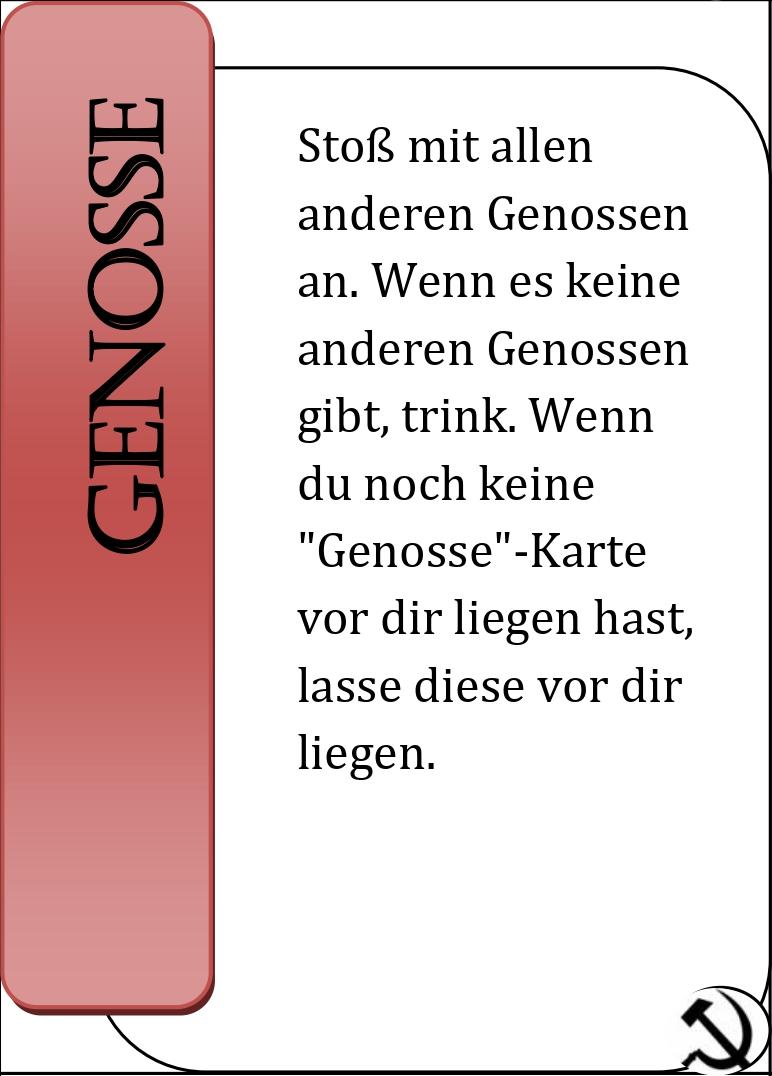 GENOSSE
Stoß mit allen
anderen Genossen
an. Wenn es keine
anderen Genossen
gibt, trink. Wenn
du noch keine
"Genosse"-Karte
vor dir liegen hast,
lasse diese vor dir
liegen.